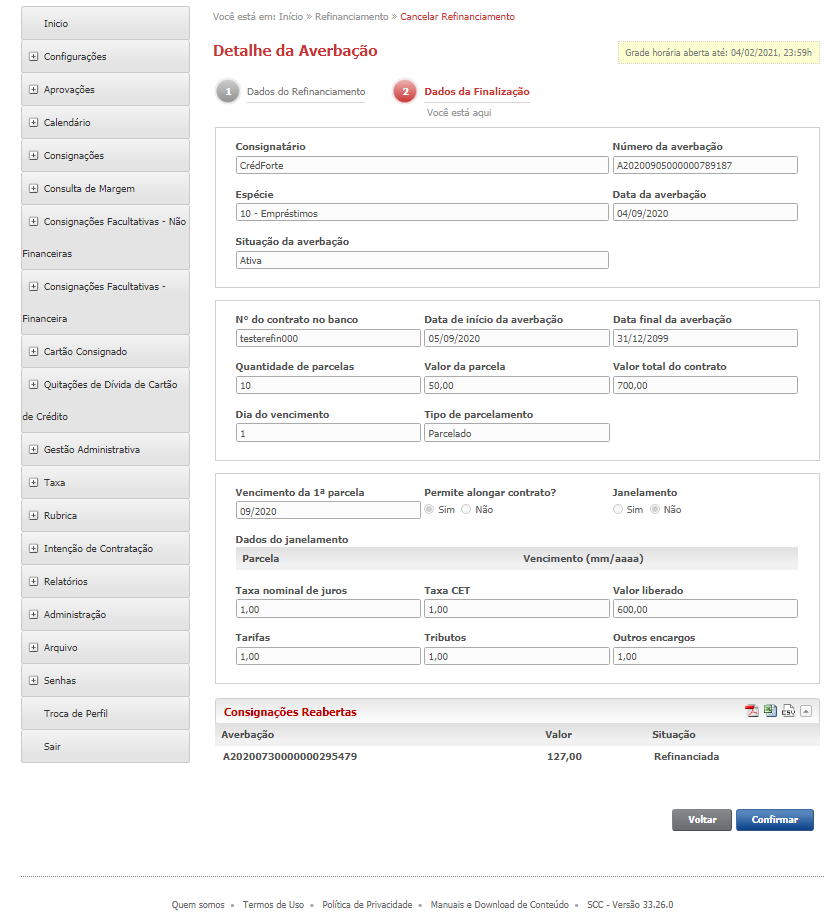 Inicio
Configurações
Aprovações
Calendário
Consignações
Consulta de Margem
Consignações Facultativas - Não
Financeiras
Consignações Facultativas -
Financeira
Cartão Consignado
Quitações de Dívida de Cartão
de Crédito
Gestão Administrativa
Taxa
Rubrica
Intenção de Contratação
Relatórios
Administração
Arquivo
Senhas
Troca de Perfil
Sair
Você está em: Início » Refinanciamento » Cancelar Refinanciamento
Detalhe da Averbação
Grade horária aberta até: 04/02/2021, 23:59h
1 Dados do Refinanciamento 2 Dados da Finalização
Você está aqui
Consignatário Número da averbação
CrédForte A20200905000000789187
Espécie Data da averbação
10 - Empréstimos 04/09/2020
Situação da averbação
Ativa
Nº do contrato no banco Data de início da averbação Data final da averbação
testerefin000 05/09/2020 31/12/2099
Quantidade de parcelas Valor da parcela Valor total do contrato
10 50,00 700,00
Dia do vencimento Tipo de parcelamento
1 Parcelado
Vencimento da 1ª parcela Permite alongar contrato? Janelamento
09/2020 Sim Não Sim Não
Dados do janelamento
Parcela Vencimento (mm/aaaa)
Taxa nominal de juros Taxa CET Valor liberado
1,00 1,00 600,00
Tarifas Tributos Outros encargos
1,00 1,00 1,00
Consignações Reabertas CSV
Averbação Valor Situação
A20200730000000295479 127,00 Refinanciada
Voltar Confirmar
Quem somos • Termos de Uso • Política de Privacidade • Manuais e Download de Conteúdo • SCC - Versão 33.26.0